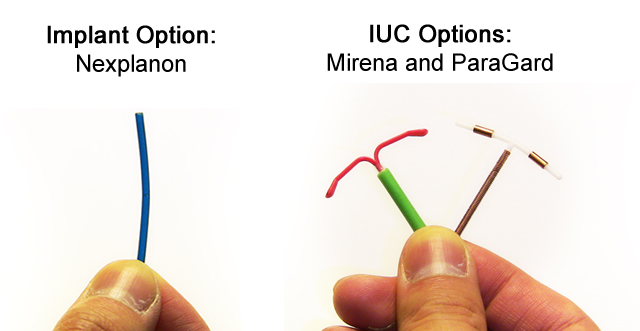 Implant Option:
Nexplanon
IUC Options:
Mirena and ParaGard